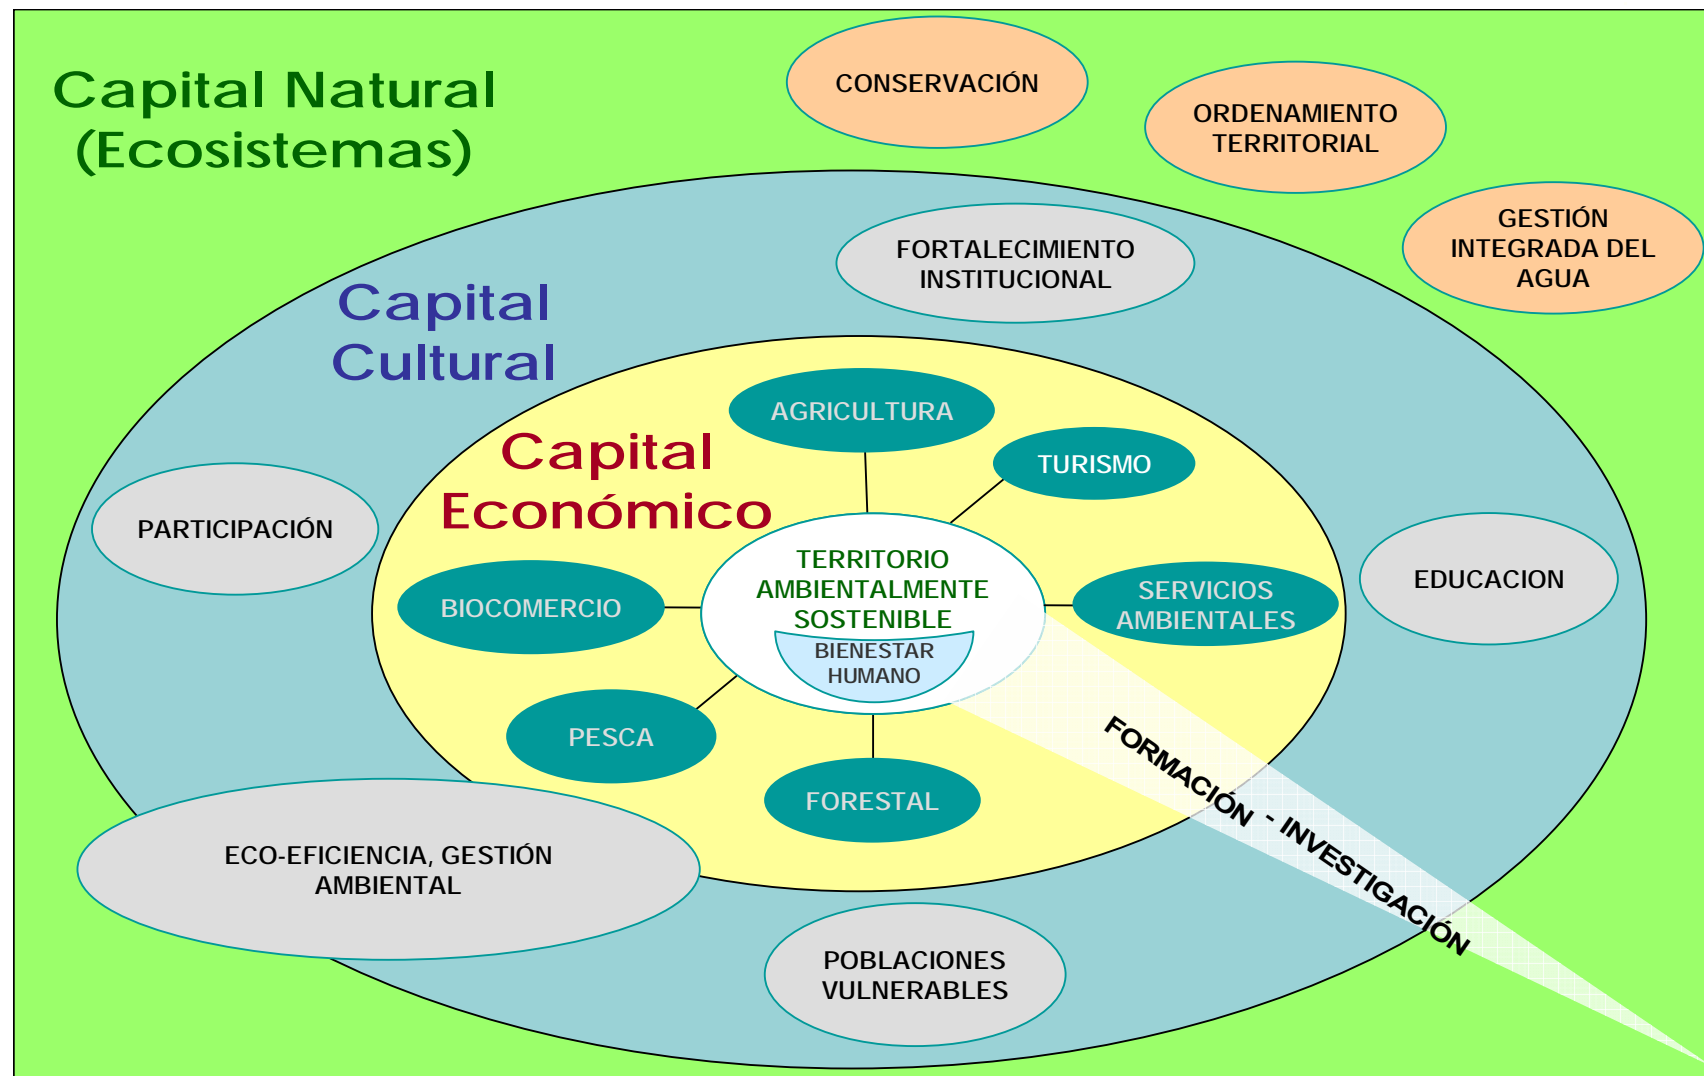 Capital Natural
(Ecosistemas)
CONSERVACIÓN
ORDENAMIENTO
TERRITORIAL
GESTIÓN
INTEGRADA DEL
AGUA
FORTALECIMIENTO
INSTITUCIONAL
Capital
Cultural
AGRICULTURA
TURISMO
Capital
Económico
PARTICIPACIÓN
TERRITORIO
AMBIENTALMENTE
SOSTENIBLE
BIENESTAR
HUMANO
BIOCOMERCIO
SERVICIOS
AMBIENTALES
EDUCACION
PESCA
FORESTAL
FORMACIÓN - INVESTIGACIÓN
ECO-EFICIENCIA, GESTIÓN
AMBIENTAL
POBLACIONES
VULNERABLES